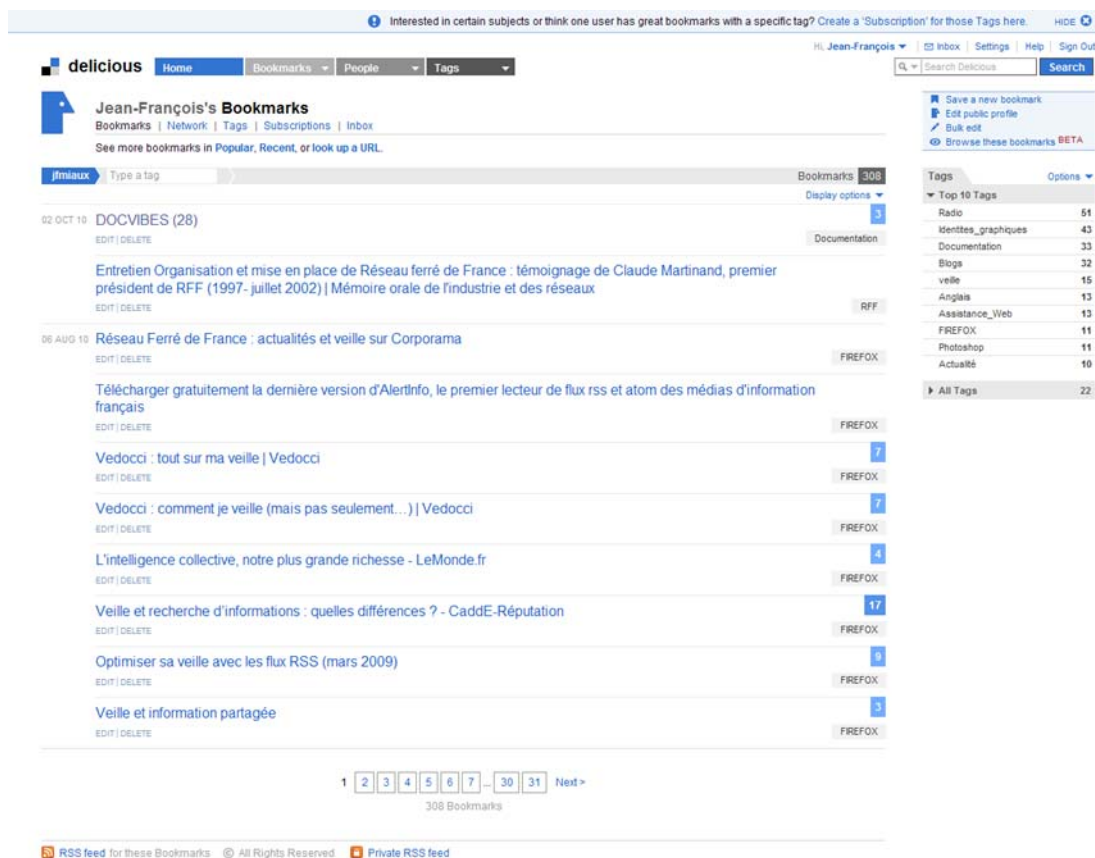 Interested in certain subjects or think one user has great bookmarks with a specific tag? Create a 'Subscription' for those Tags here. HIDE
Hi, Jean-François Inbox | Settings | Help | Sign Out
delicious Home Bookmarks People Tags Search Delicious Search
Jean-François's Bookmarks
Bookmarks | Network | Tags | Subscriptions | Inbox
See more bookmarks in Popular, Recent, or look up a URL.
Save a new bookmark
Edit public profile
Bulk edit
Browse these bookmarks BETA
jfmiaux Type a tag Bookmarks 308
Display options
02 OCT 10 DOCVIBES (28) 3
EDIT | DELETE Documentation
Entretien Organisation et mise en place de Réseau ferré de France : témoignage de Claude Martinand, premier
président de RFF (1997- juillet 2002) | Mémoire orale de l'industrie et des réseaux
EDIT | DELETE RFF
06 AUG 10 Réseau Ferré de France : actualités et veille sur Corporama
EDIT | DELETE FIREFOX
Télécharger gratuitement la dernière version d'AlertInfo, le premier lecteur de flux rss et atom des médias d'information
français
EDIT | DELETE FIREFOX
Vedocci : tout sur ma veille | Vedocci 7
EDIT | DELETE FIREFOX
Vedocci : comment je veille (mais pas seulement…) | Vedocci 7
EDIT | DELETE FIREFOX
L'intelligence collective, notre plus grande richesse - LeMonde.fr 4
EDIT | DELETE FIREFOX
Veille et recherche d'informations : quelles différences ? - CaddE-Réputation 17
EDIT | DELETE FIREFOX
Optimiser sa veille avec les flux RSS (mars 2009) 9
EDIT | DELETE FIREFOX
Veille et information partagée 3
EDIT | DELETE FIREFOX
Tags Options
Top 10 Tags
Radio 51
Identites_graphiques 43
Documentation 33
Blogs 32
veille 15
Anglais 13
Assistance_Web 13
FIREFOX 11
Photoshop 11
Actualité 10
All Tags 22
1 2 3 4 5 6 7 ... 30 31 Next >
308 Bookmarks
RSS feed for these Bookmarks © All Rights Reserved Private RSS feed